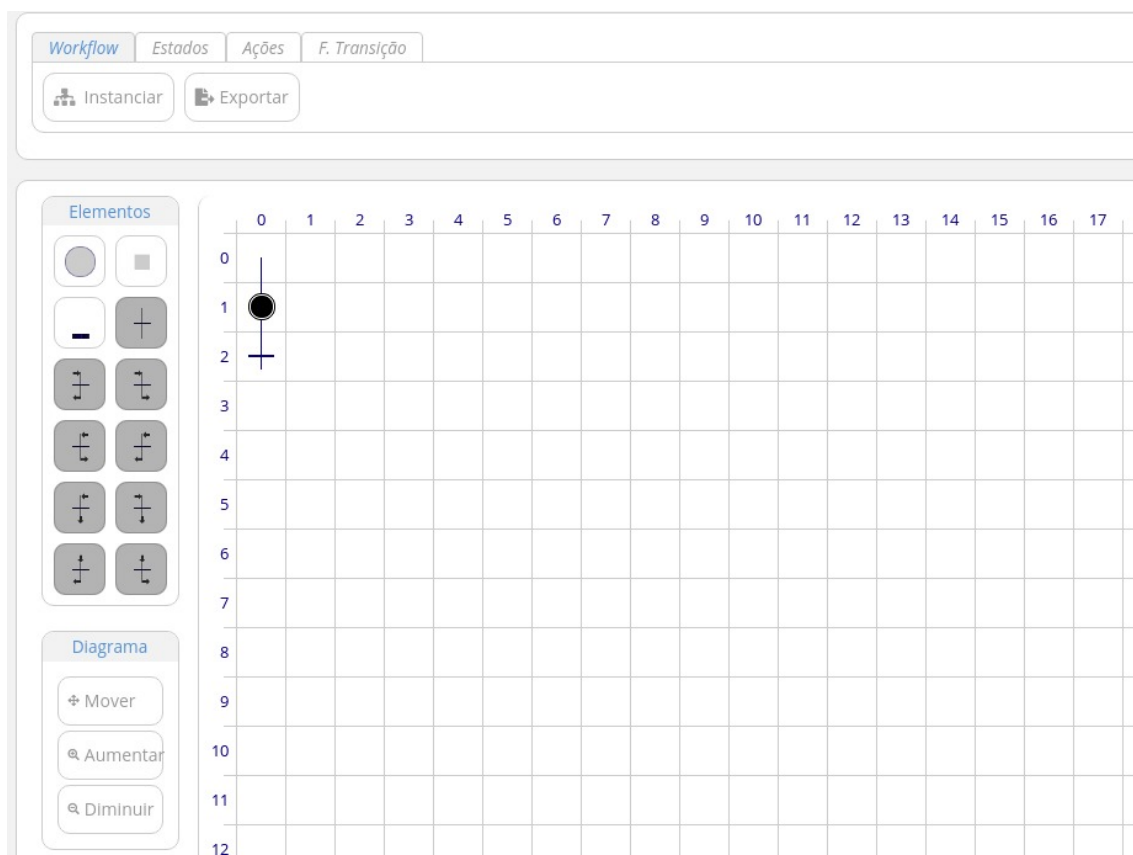 Workflow Estados Ações F. Transição
Instanciar Exportar
Elementos
0 1 2 3 4 5 6 7 8 9 10 11 12 13 14 15 16 17
0
1
2
3
4
5
6
7
8
9
10
11
12
Diagrama
Mover
Aumentar
Diminuir